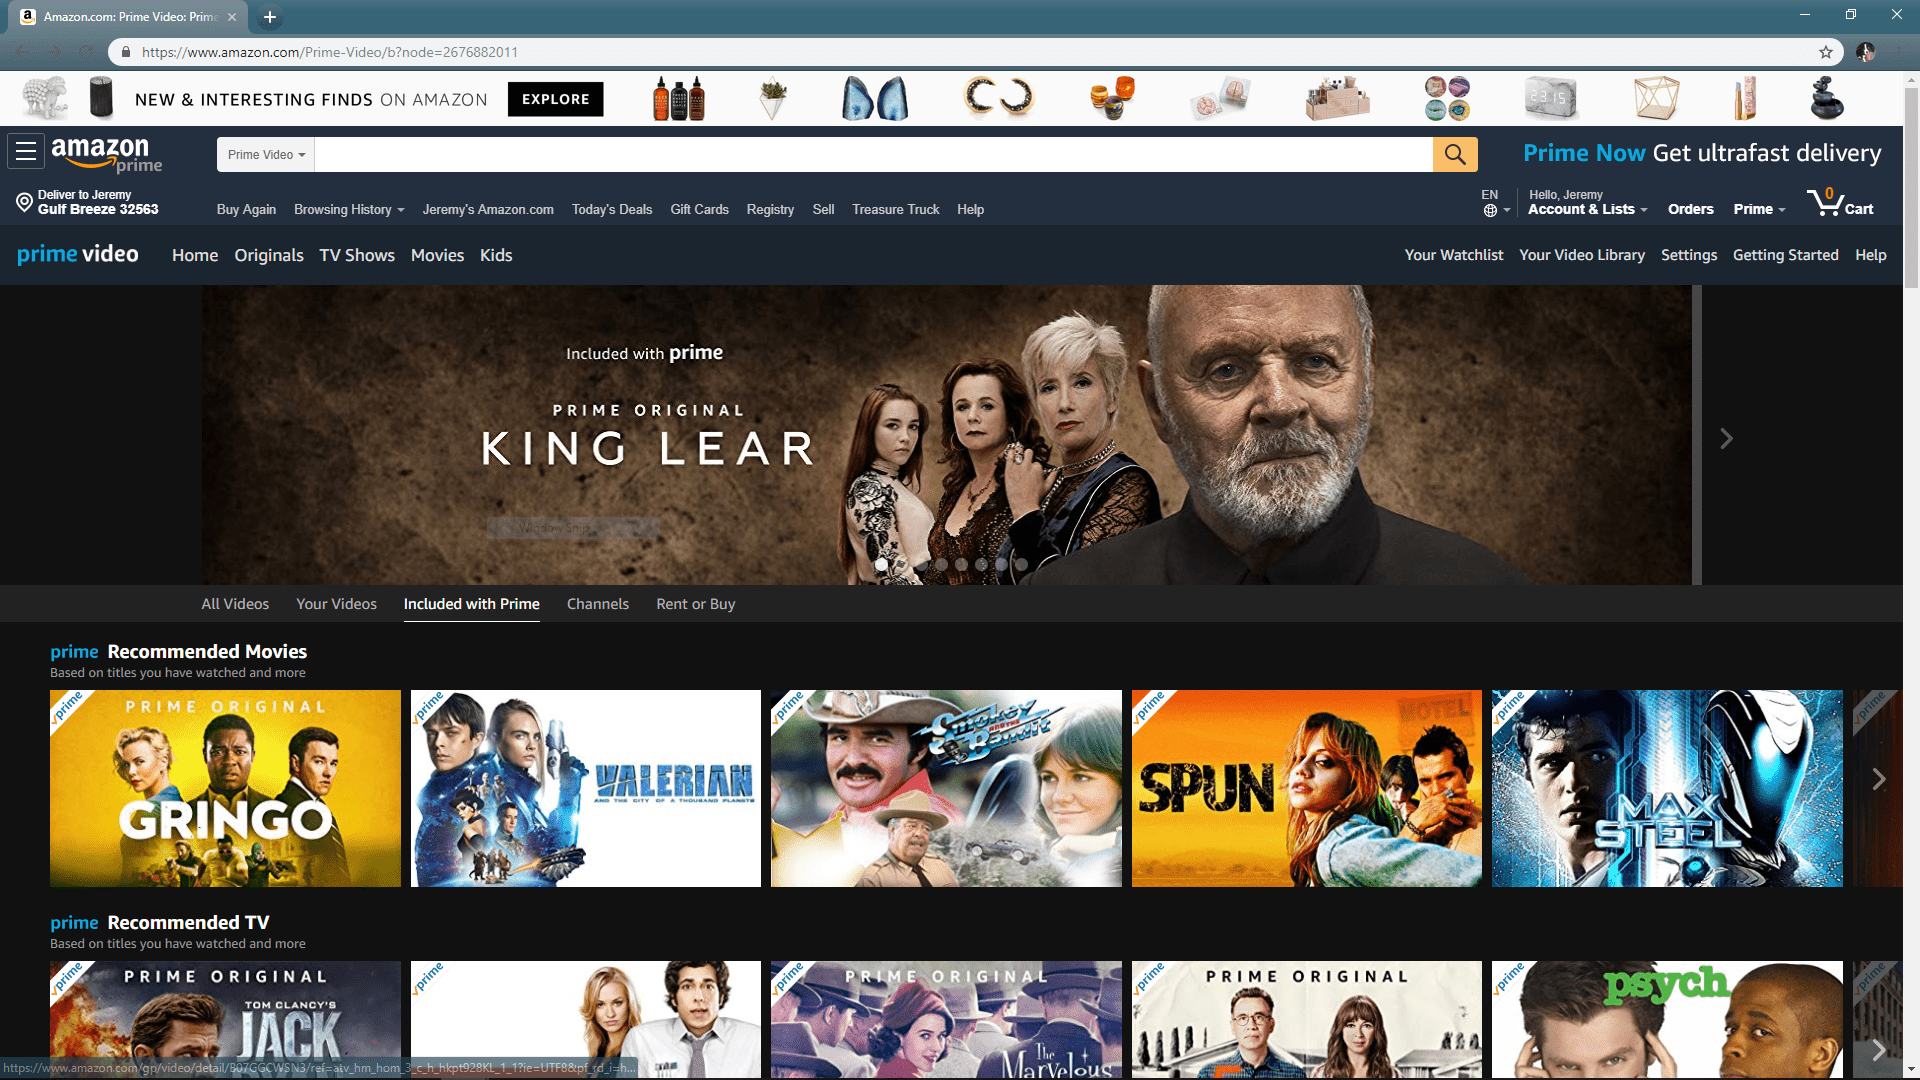 Amazon.com: Prime Video: Prime
https://www.amazon.com/Prime-Video/b?node=2676882011
NEW & INTERESTING FINDS ON AMAZON
EXPLORE
23:15
amazon prime
Prime Video
Prime Now Get ultrafast delivery
Deliver to Jeremy
Gulf Breeze 32563
Buy Again
Browsing History
Jeremy's Amazon.com
Today's Deals
Gift Cards
Registry
Sell
Treasure Truck
Help
EN
Hello, Jeremy
Account & Lists
Orders
Prime
0
Cart
prime video
Home
Originals
TV Shows
Movies
Kids
Your Watchlist
Your Video Library
Settings
Getting Started
Help
Included with prime
PRIME ORIGINAL
KING LEAR
Window Snip
All Videos
Your Videos
Included with Prime
Channels
Rent or Buy
prime Recommended Movies
Based on titles you have watched and more
prime
PRIME ORIGINAL
GRINGO
prime
VALERIAN
AND THE CITY OF A THOUSAND PLANETS
prime
Smokey AND THE Bandit
prime
MOTEL
SPUN
prime
MAX STEEL
prime
prime Recommended TV
Based on titles you have watched and more
prime
PRIME ORIGINAL
TOM CLANCY'S
JACK
prime
prime
PRIME ORIGINAL
The Marvelous
prime
PRIME ORIGINAL
prime
psych
prime
https://www.amazon.com/gp/video/detail/B07GGCWSN3/ref=atv_hm_hom_3_c_h_hkpt928KL_1_1?ie=UTF8&pf_rd_i=h...